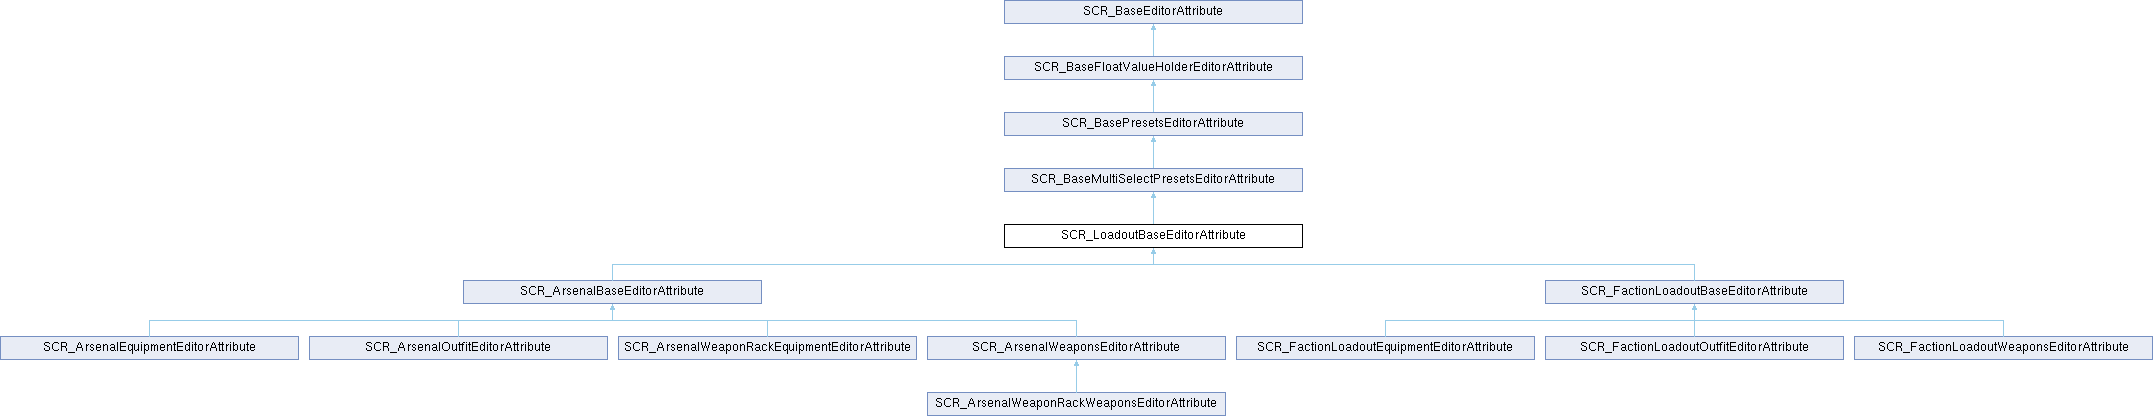 SCR_BaseEditorAttribute
SCR_BaseFloatValueHolderEditorAttribute
SCR_BasePresetsEditorAttribute
SCR_BaseMultiSelectPresetsEditorAttribute
SCR_LoadoutBaseEditorAttribute
SCR_ArsenalBaseEditorAttribute
SCR_FactionLoadoutBaseEditorAttribute
SCR_ArsenalEquipmentEditorAttribute
SCR_ArsenalOutfitEditorAttribute
SCR_ArsenalWeaponRackEquipmentEditorAttribute
SCR_ArsenalWeaponsEditorAttribute
SCR_FactionLoadoutEquipmentEditorAttribute
SCR_FactionLoadoutOutfitEditorAttribute
SCR_FactionLoadoutWeaponsEditorAttribute
SCR_ArsenalWeaponRackWeaponsEditorAttribute